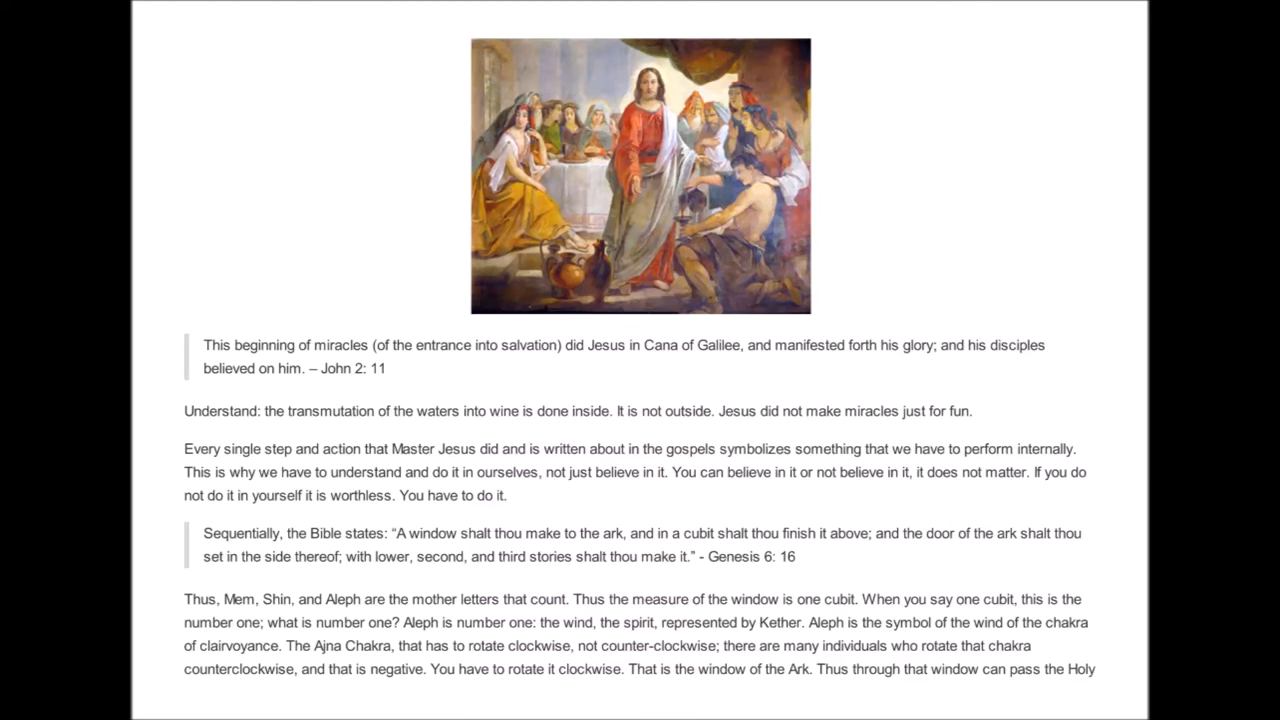 This beginning of miracles (of the entrance into salvation) did Jesus in Cana of Galilee, and manifested forth his glory; and his disciples
believed on him. – John 2: 11
Understand: the transmutation of the waters into wine is done inside. It is not outside. Jesus did not make miracles just for fun.
Every single step and action that Master Jesus did and is written about in the gospels symbolizes something that we have to perform internally.
This is why we have to understand and do it in ourselves, not just believe in it. You can believe in it or not believe in it, it does not matter. If you do
not do it in yourself it is worthless. You have to do it.
Sequentially, the Bible states: “A window shalt thou make to the ark, and in a cubit shalt thou finish it above; and the door of the ark shalt thou
set in the side thereof; with lower, second, and third stories shalt thou make it.” - Genesis 6: 16
Thus, Mem, Shin, and Aleph are the mother letters that count. Thus the measure of the window is one cubit. When you say one cubit, this is the
number one; what is number one? Aleph is number one: the wind, the spirit, represented by Kether. Aleph is the symbol of the wind of the chakra
of clairvoyance. The Ajna Chakra, that has to rotate clockwise, not counter-clockwise; there are many individuals who rotate that chakra
counterclockwise, and that is negative. You have to rotate it clockwise. That is the window of the Ark. Thus through that window can pass the Holy